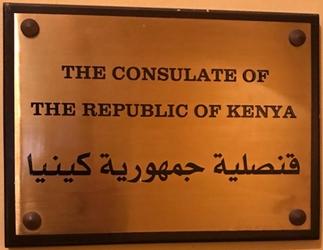 THE CONSULATE OF
THE REPUBLIC OF KENYA
قنصلية جمهورية كينيا